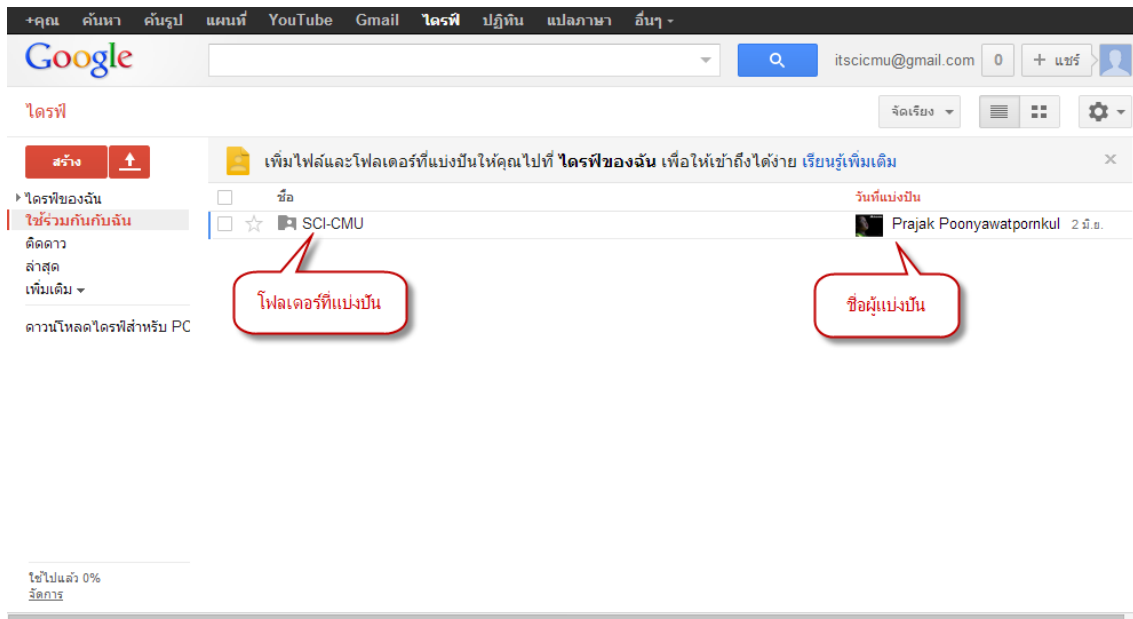 +คุณ ค้นหา ค้นรูป แผนที่ YouTube Gmail ไดรฟ์ ปฏิทิน แปลภาษา อื่นๆ
Google
itscicmu@gmail.com 0 + แชร์
ไดรฟ์
จัดเรียง
สร้าง
เพิ่มไฟล์และโฟลเดอร์ที่แบ่งปันให้คุณไปที่ ไดรฟ์ของฉัน เพื่อให้เข้าถึงได้ง่าย เรียนรู้เพิ่มเติม
ไดรฟ์ของฉัน
ใช้ร่วมกันกับฉัน
ติดดาว
ล่าสุด
เพิ่มเติม
ดาวน์โหลดไดรฟ์สำหรับ PC
ชื่อ วันที่แบ่งปัน
SCI-CMU Prajak Poonyawatpornkul 2 มิ.ย.
โฟลเดอร์ที่แบ่งปัน
ชื่อผู้แบ่งปัน
ใช้ไปแล้ว 0%
จัดการ